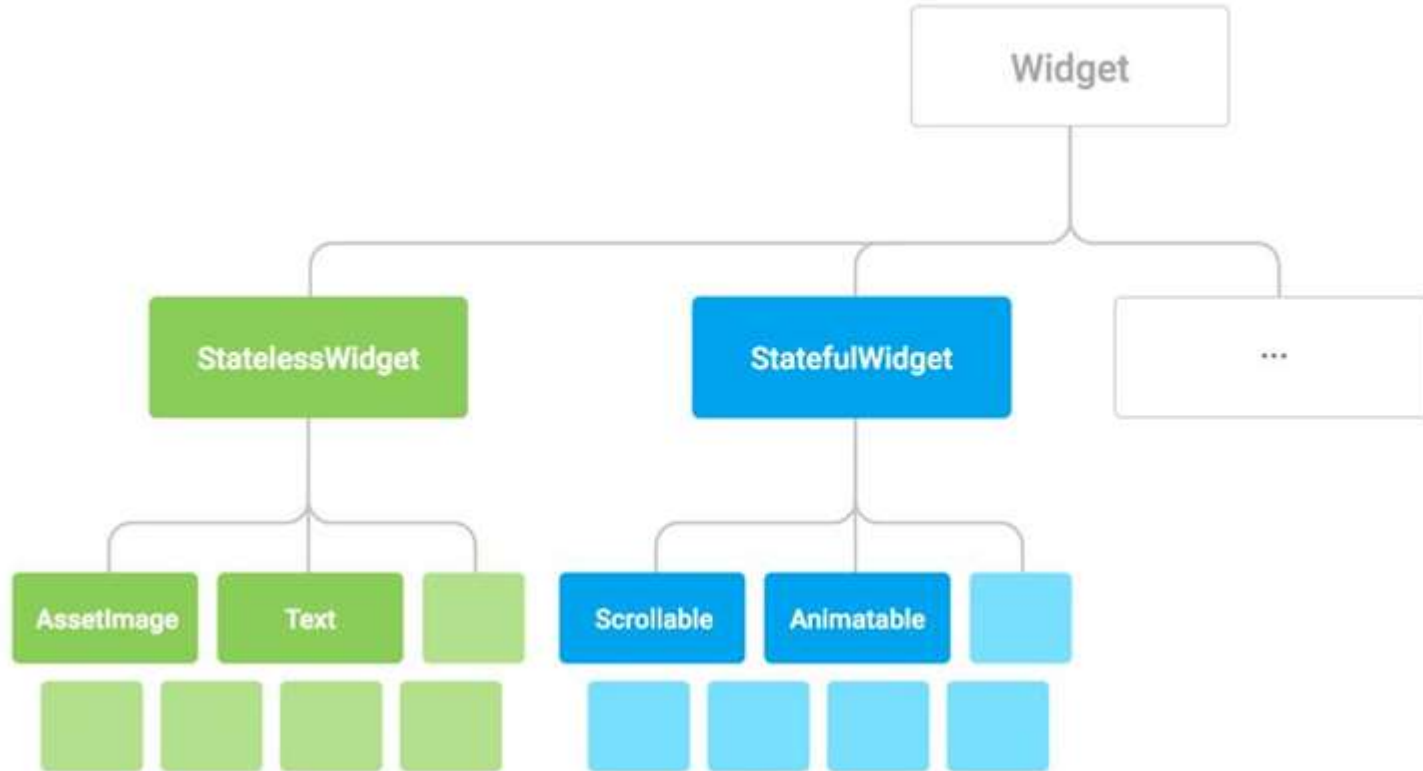 Widget
StatelessWidget
StatefulWidget
...
AssetImage
Text
Scrollable
Animatable